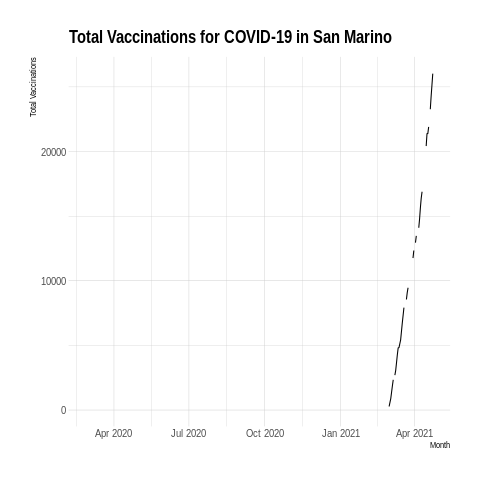 Total Vaccinations for COVID-19 in San Marino
Total Vaccinations
20000
10000
0
Apr 2020
Jul 2020
Oct 2020
Jan 2021
Apr 2021
Month